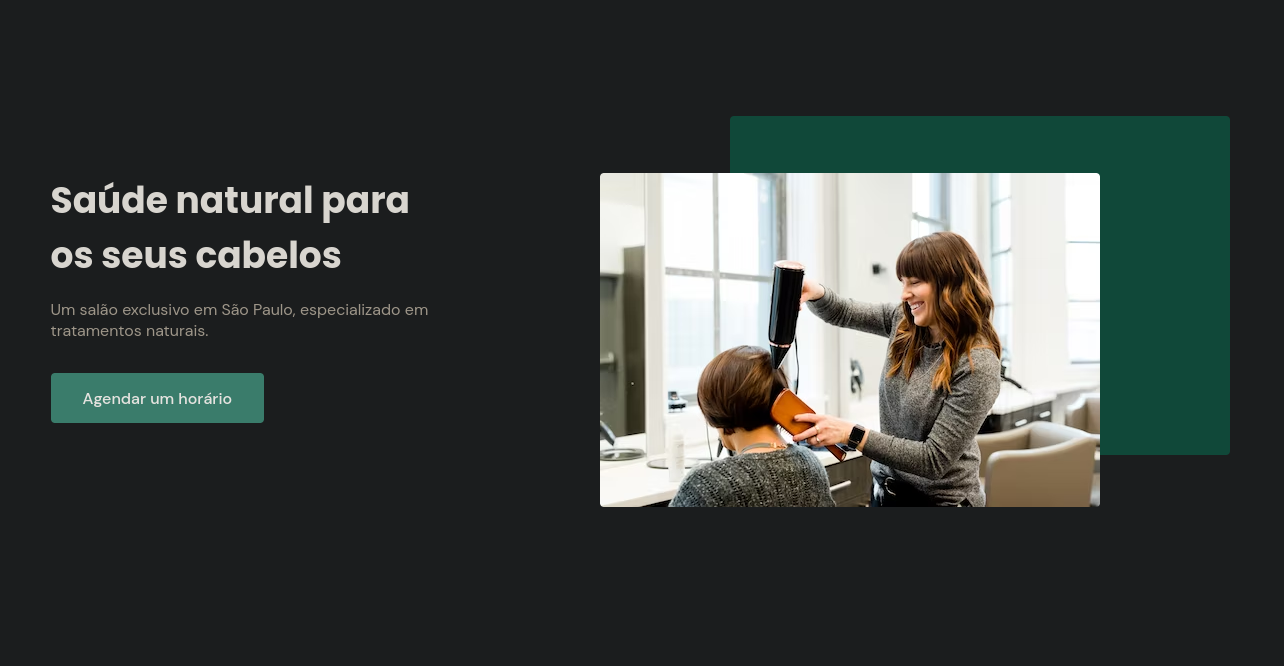 Saúde natural para
os seus cabelos
Um salão exclusivo em São Paulo, especializado em
tratamentos naturais.
Agendar um horário